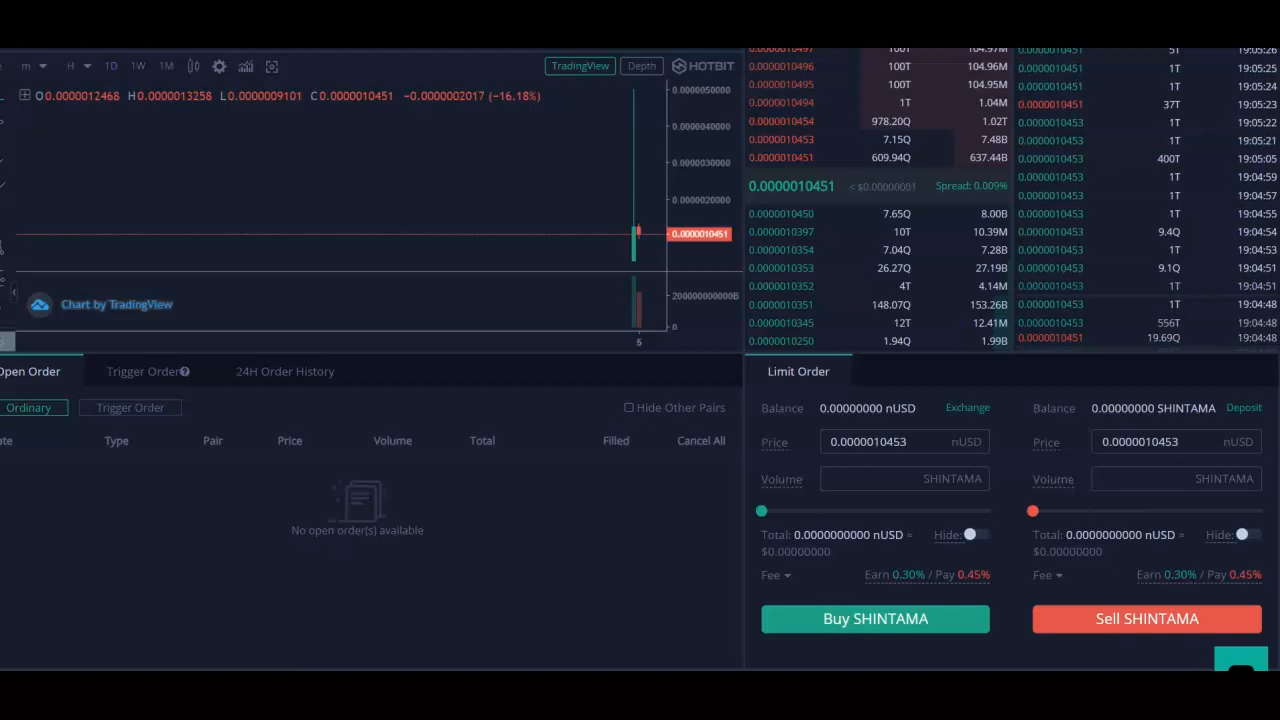 m H 1D 1W 1M TradingView Depth HOTBIT
O0.0000012468 H0.0000013258 L0.0000009101 C0.0000010451 −0.0000002017 (−16.18%)
0.0000050000
0.0000040000
0.0000030000
0.0000020000
0.0000010451
200000000000B
0
Chart by TradingView
5
0.0000010497 100T 104.97M
0.0000010496 100T 104.96M
0.0000010495 100T 104.95M
0.0000010494 1T 1.04M
0.0000010454 978.20Q 1.02T
0.0000010453 7.15Q 7.48B
0.0000010451 609.94Q 637.44B
0.0000010451 < $0.00000001 Spread: 0.009%
0.0000010450 7.65Q 8.00B
0.0000010397 10T 10.39M
0.0000010354 7.04Q 7.28B
0.0000010353 26.27Q 27.19B
0.0000010352 4T 4.14M
0.0000010351 148.07Q 153.26B
0.0000010345 12T 12.41M
0.0000010250 1.94Q 1.99B
0.0000010451 5T 19:05:26
0.0000010451 1T 19:05:25
0.0000010451 1T 19:05:24
0.0000010451 37T 19:05:23
0.0000010453 1T 19:05:22
0.0000010453 1T 19:05:21
0.0000010453 400T 19:05:05
0.0000010453 1T 19:04:59
0.0000010453 1T 19:04:57
0.0000010453 1T 19:04:55
0.0000010453 9.4Q 19:04:54
0.0000010453 1T 19:04:53
0.0000010453 9.1Q 19:04:51
0.0000010453 1T 19:04:51
0.0000010453 1T 19:04:48
0.0000010453 556T 19:04:48
0.0000010451 19.69Q 19:04:48
Open Order Trigger Order 24H Order History
Ordinary Trigger Order Hide Other Pairs
ate Type Pair Price Volume Total Filled Cancel All
No open order(s) available
Limit Order
Balance 0.00000000 nUSD Exchange
Price 0.0000010453 nUSD
Volume SHINTAMA
Total: 0.0000000000 nUSD = Hide:
$0.00000000
Fee Earn 0.30% / Pay 0.45%
Buy SHINTAMA
Balance 0.00000000 SHINTAMA Deposit
Price 0.0000010453 nUSD
Volume SHINTAMA
Total: 0.0000000000 nUSD = Hide:
$0.00000000
Fee Earn 0.30% / Pay 0.45%
Sell SHINTAMA